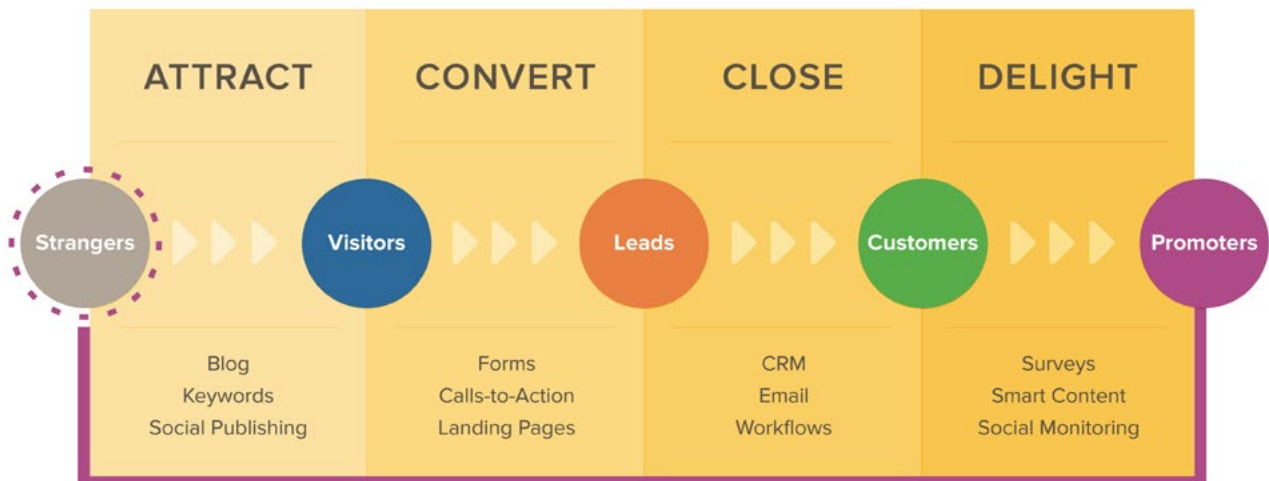 ATTRACT CONVERT CLOSE DELIGHT
Strangers Visitors Leads Customers Promoters
Blog Forms CRM Surveys
Keywords Calls-to-Action Email Smart Content
Social Publishing Landing Pages Workflows Social Monitoring